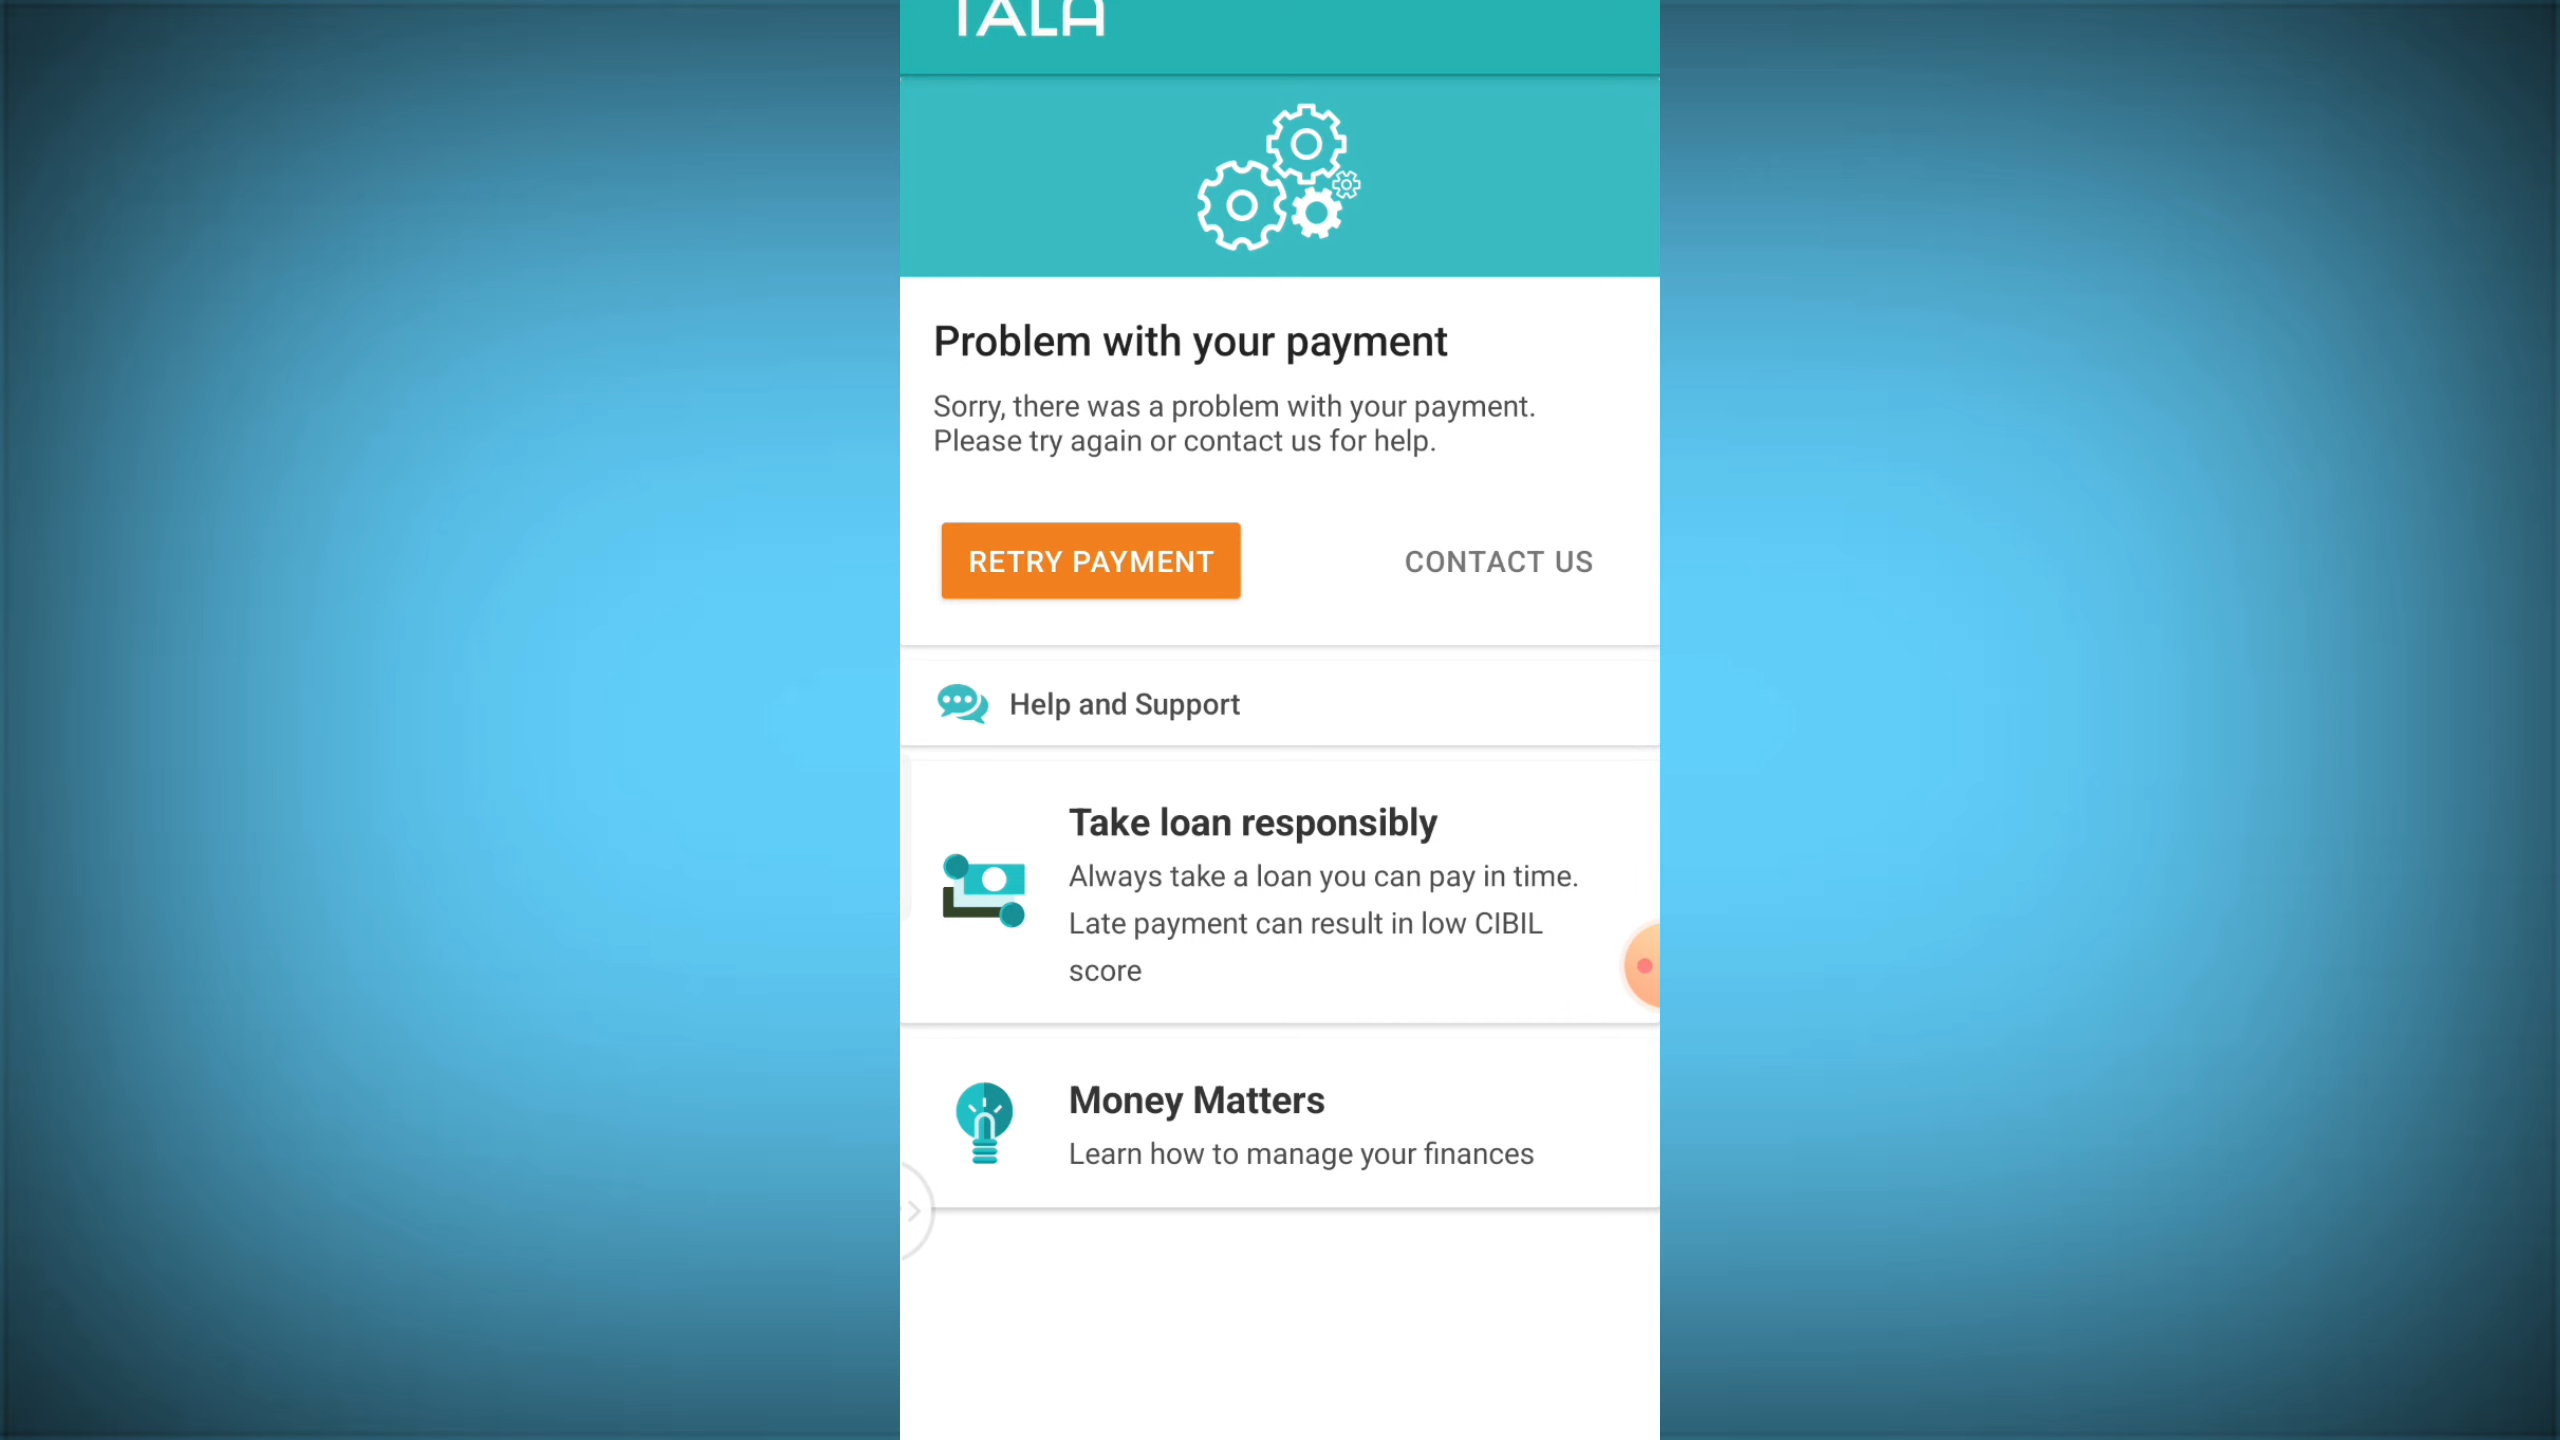 TALA
Problem with your payment
Sorry, there was a problem with your payment.
Please try again or contact us for help.
RETRY PAYMENT
CONTACT US
Help and Support
Take loan responsibly
Always take a loan you can pay in time.
Late payment can result in low CIBIL
score
Money Matters
Learn how to manage your finances